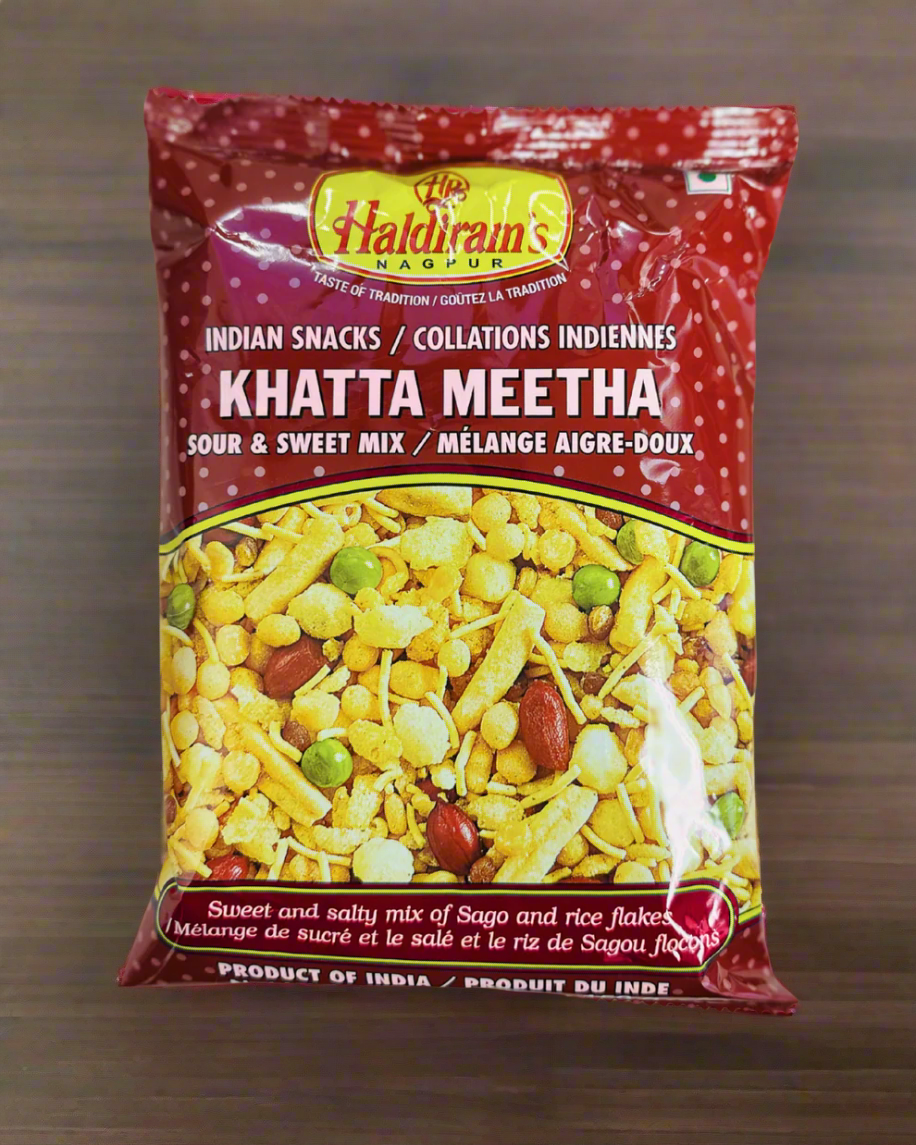 HR
Haldiram's
NAGPUR
TASTE OF TRADITION / GOÛTEZ LA TRADITION
INDIAN SNACKS / COLLATIONS INDIENNES
KHATTA MEETHA
SOUR & SWEET MIX / MÉLANGE AIGRE-DOUX
Sweet and salty mix of Sago and rice flakes
/Mélange de sucré et le salé et le riz de Sagou flocons
PRODUCT OF INDIA / PRODUIT DU INDE